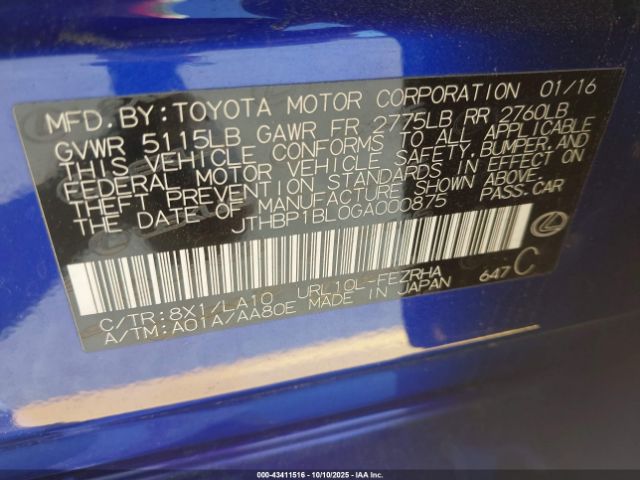 MFD. BY: TOYOTA MOTOR CORPORATION 01/16
GVWR 5115LB GAWR FR 2775LB RR 2760LB
THIS VEHICLE CONFORMS TO ALL APPLICABLE
FEDERAL MOTOR VEHICLE SAFETY, BUMPER, AND
THEFT PREVENTION STANDARDS IN EFFECT ON
THE DATE OF MANUFACTURE SHOWN ABOVE.
JTHBP1BL0GA000875 PASS.CAR
C/TR:8X1/LA10 URL10L-FEZRHA 647 C
A/TM:A01A/AA80E MADE IN JAPAN
000-43411516 - 10/10/2025 - IAAI, Inc.